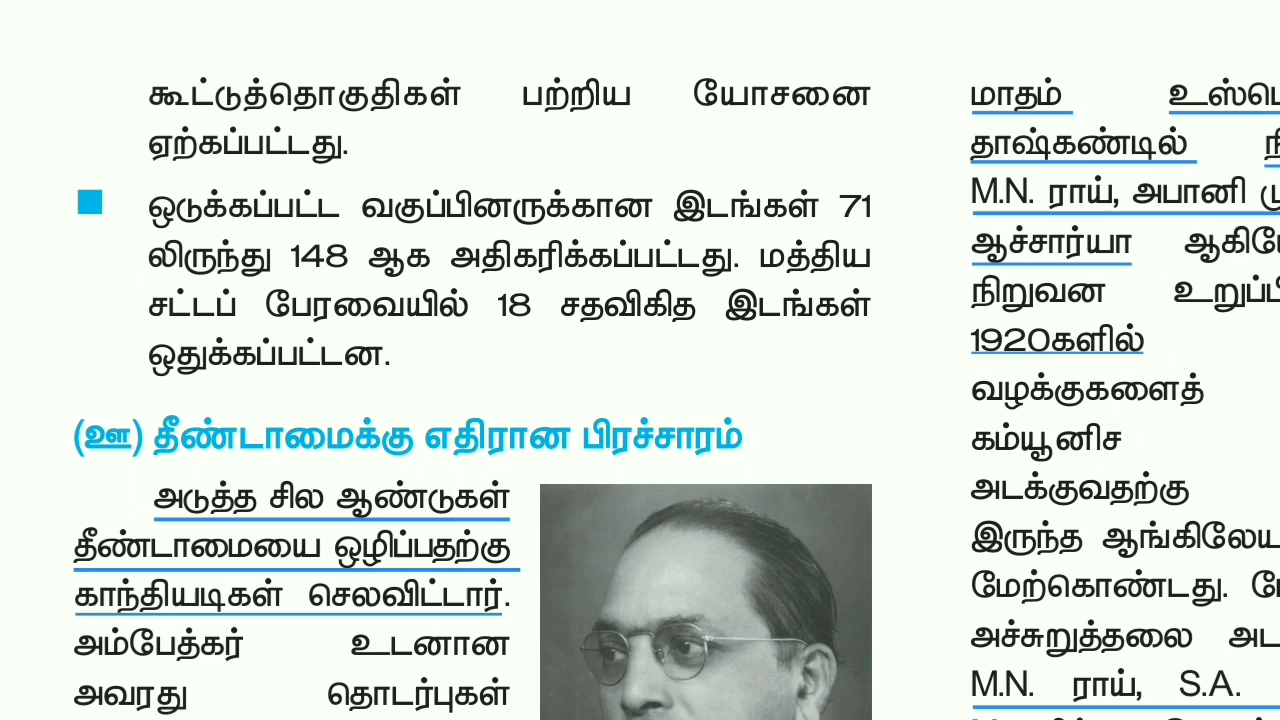 கூட்டுத்தொகுதிகள் பற்றிய யோசனை
ஏற்கப்பட்டது.
ஒடுக்கப்பட்ட வகுப்பினருக்கான இடங்கள் 71
லிருந்து 148 ஆக அதிகரிக்கப்பட்டது. மத்திய
சட்டப் பேரவையில் 18 சதவிகித இடங்கள்
ஒதுக்கப்பட்டன.
(ஊ) தீண்டாமைக்கு எதிரான பிரச்சாரம்
அடுத்த சில ஆண்டுகள்
தீண்டாமையை ஒழிப்பதற்கு
காந்தியடிகள் செலவிட்டார்.
அம்பேத்கர் உடனான
அவரது தொடர்புகள்
மாதம்
தாஷ்கண்டில்
M.N. ராய், அபானி
ஆச்சார்யா
நிறுவன
1920களில்
வழக்குகளைத்
கம்யூனிச
அடக்குவதற்கு
இருந்த
மேற்கொண்டது.
அச்சுறுத்தலை
M.N. ராய், S.A.